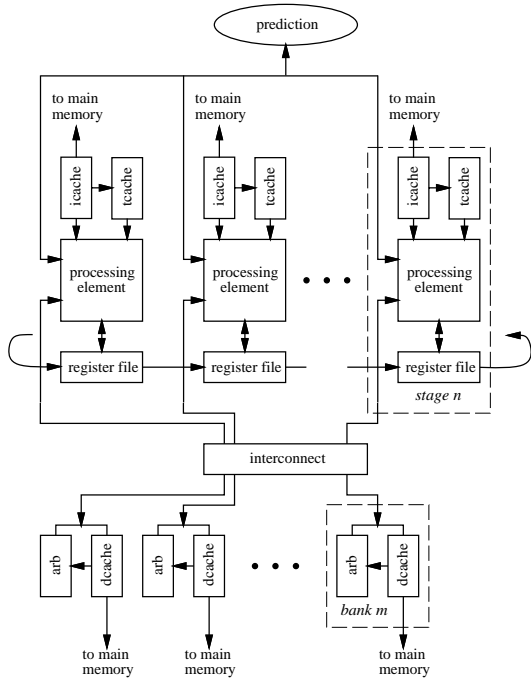 prediction
to main
memory
to main
memory
to main
memory
icache
tcache
icache
tcache
icache
tcache
processing
element
processing
element
processing
element
register file
register file
register file
stage n
interconnect
arb
dcache
arb
dcache
arb
dcache
bank m
to main
memory
to main
memory
to main
memory